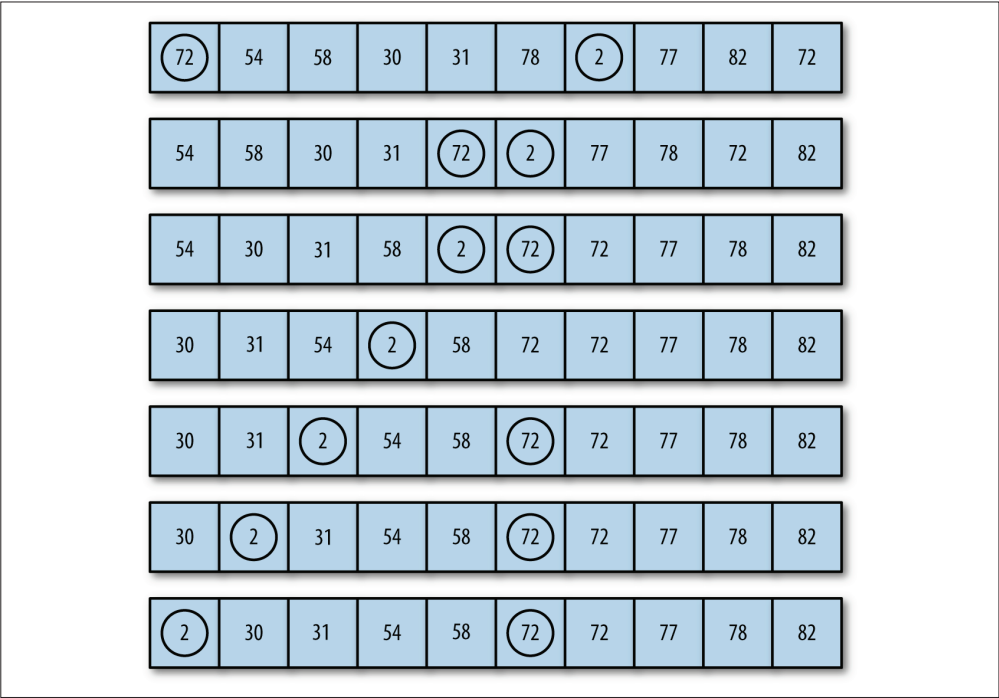 72 54 58 30 31 78 2 77 82 72
54 58 30 31 72 2 77 78 72 82
54 30 31 58 2 72 72 77 78 82
30 31 54 2 58 72 72 77 78 82
30 31 2 54 58 72 72 77 78 82
30 2 31 54 58 72 72 77 78 82
2 30 31 54 58 72 72 77 78 82